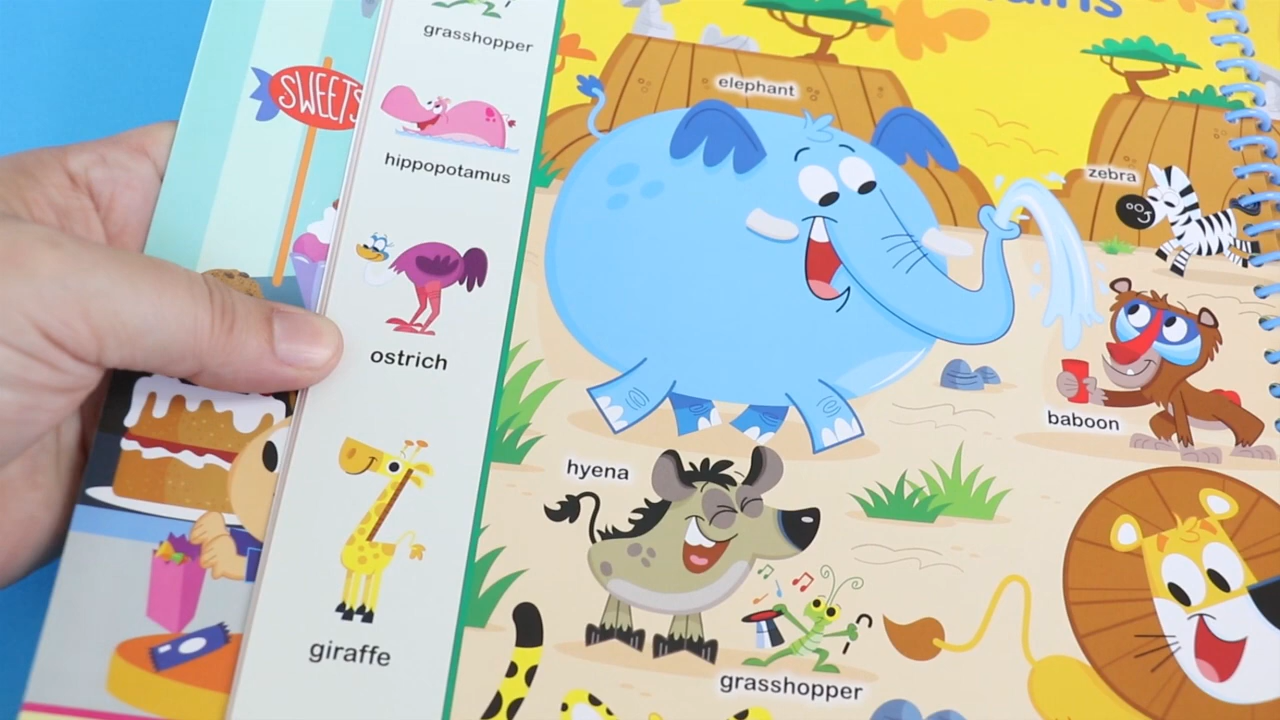 SWEETS
grasshopper
hippopotamus
ostrich
giraffe
elephant
zebra
baboon
hyena
grasshopper